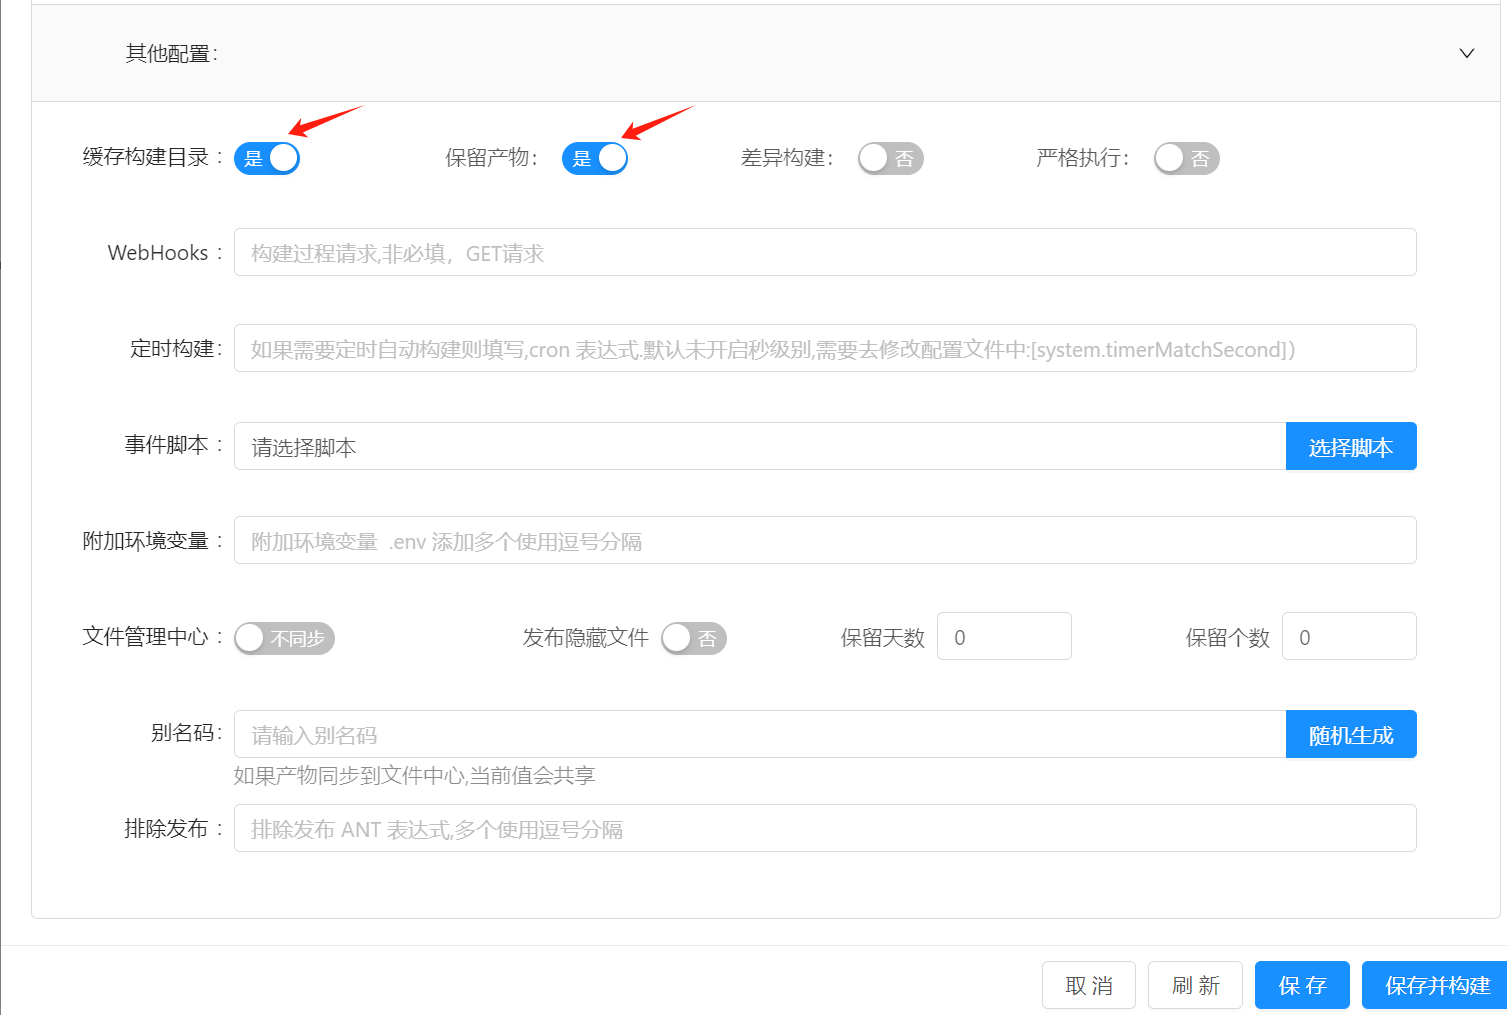 其他配置：
缓存构建目录： 是 保留产物： 是 差异构建： 否 严格执行： 否
WebHooks： 构建过程请求,非必填，GET请求
定时构建： 如果需要定时自动构建则填写,cron 表达式.默认未开启秒级别,需要去修改配置文件中:[system.timerMatchSecond]）
事件脚本： 请选择脚本 选择脚本
附加环境变量： 附加环境变量 .env 添加多个使用逗号分隔
文件管理中心： 不同步 发布隐藏文件 否 保留天数 0 保留个数 0
别名码： 请输入别名码 随机生成
如果产物同步到文件中心,当前值会共享
排除发布： 排除发布 ANT 表达式,多个使用逗号分隔
取 消 刷 新 保 存 保存并构建